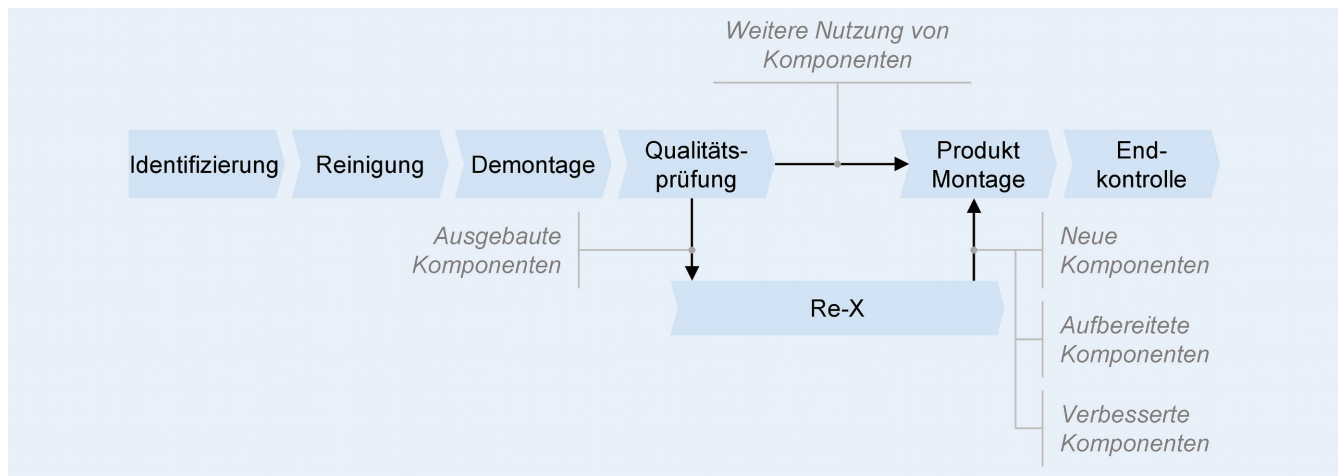 Weitere Nutzung von
Komponenten
Identifizierung
Reinigung
Demontage
Qualitäts-
prüfung
Produkt
Montage
End-
kontrolle
Ausgebaute
Komponenten
Neue
Komponenten
Re-X
Aufbereitete
Komponenten
Verbesserte
Komponenten